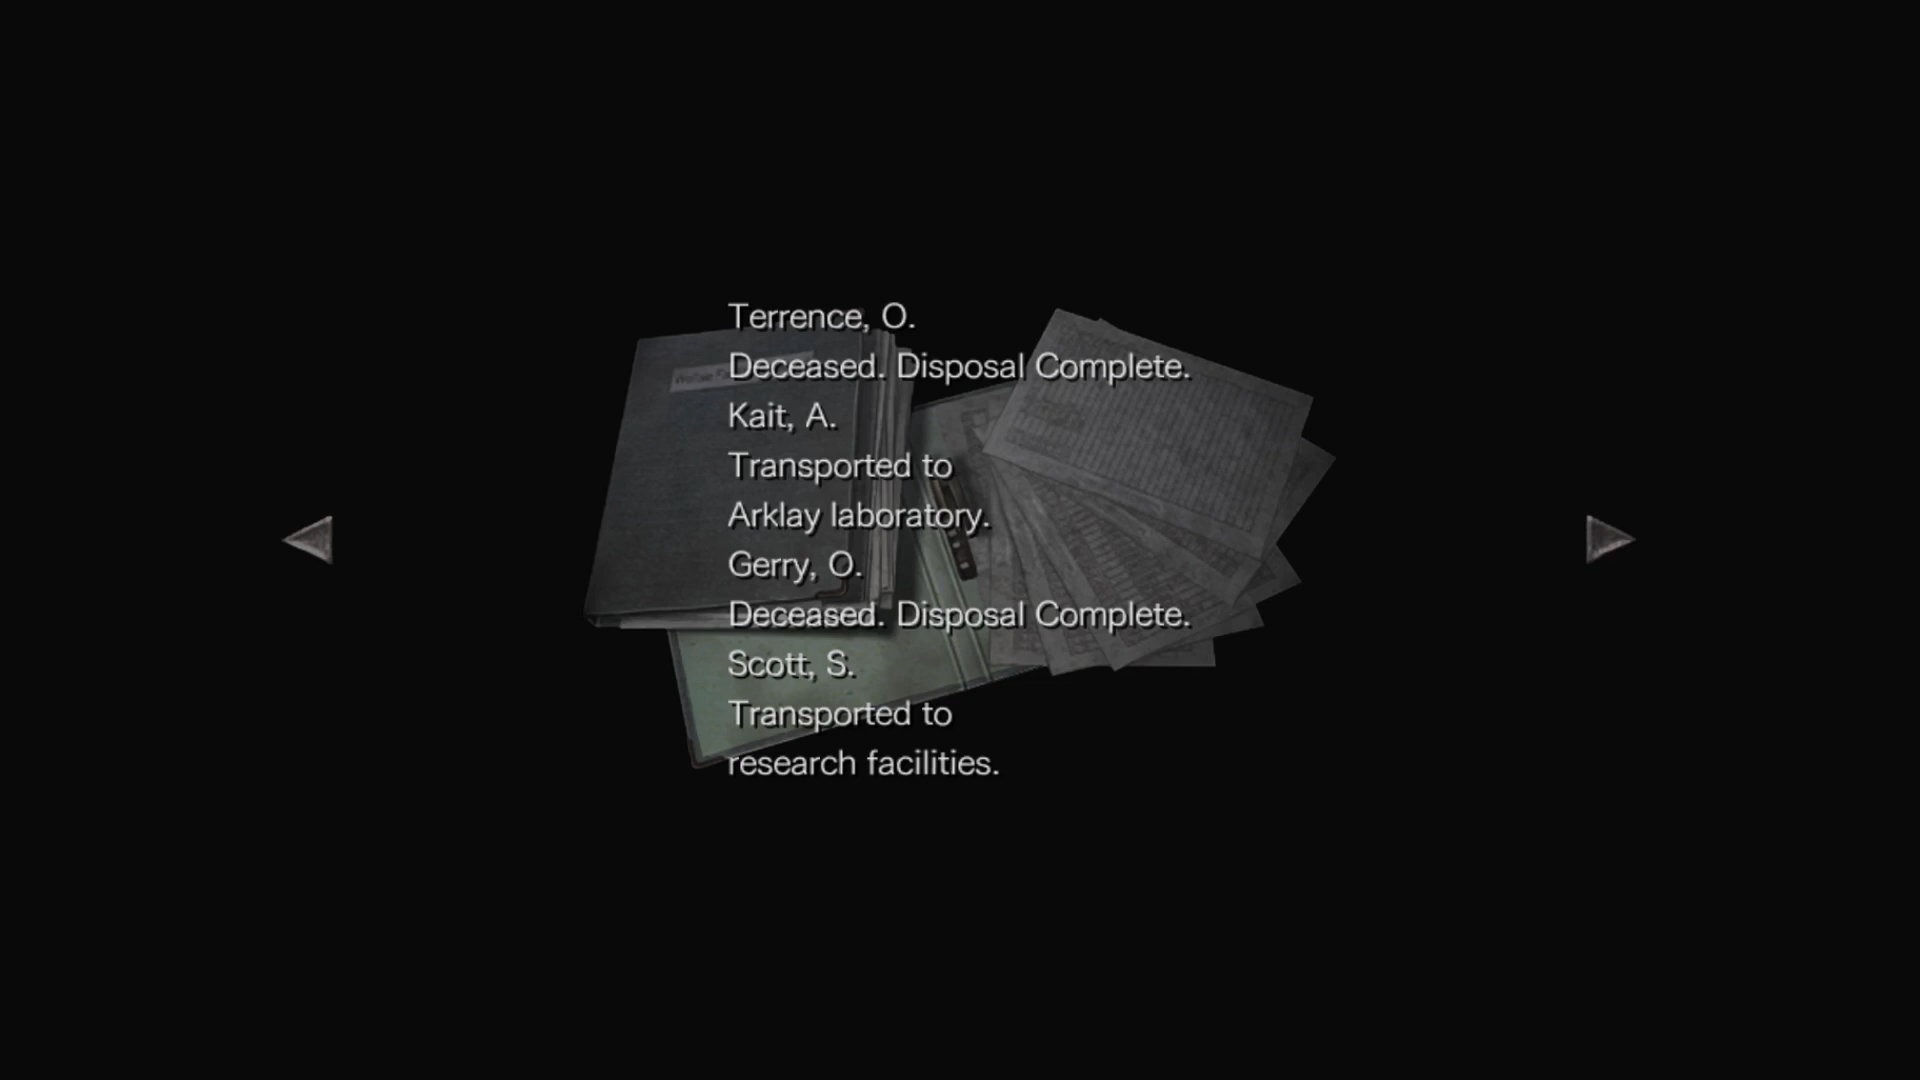 Terrence, O.
Deceased. Disposal Complete.
Kait, A.
Transported to
Arklay laboratory.
Gerry, O.
Deceased. Disposal Complete.
Scott, S.
Transported to
research facilities.